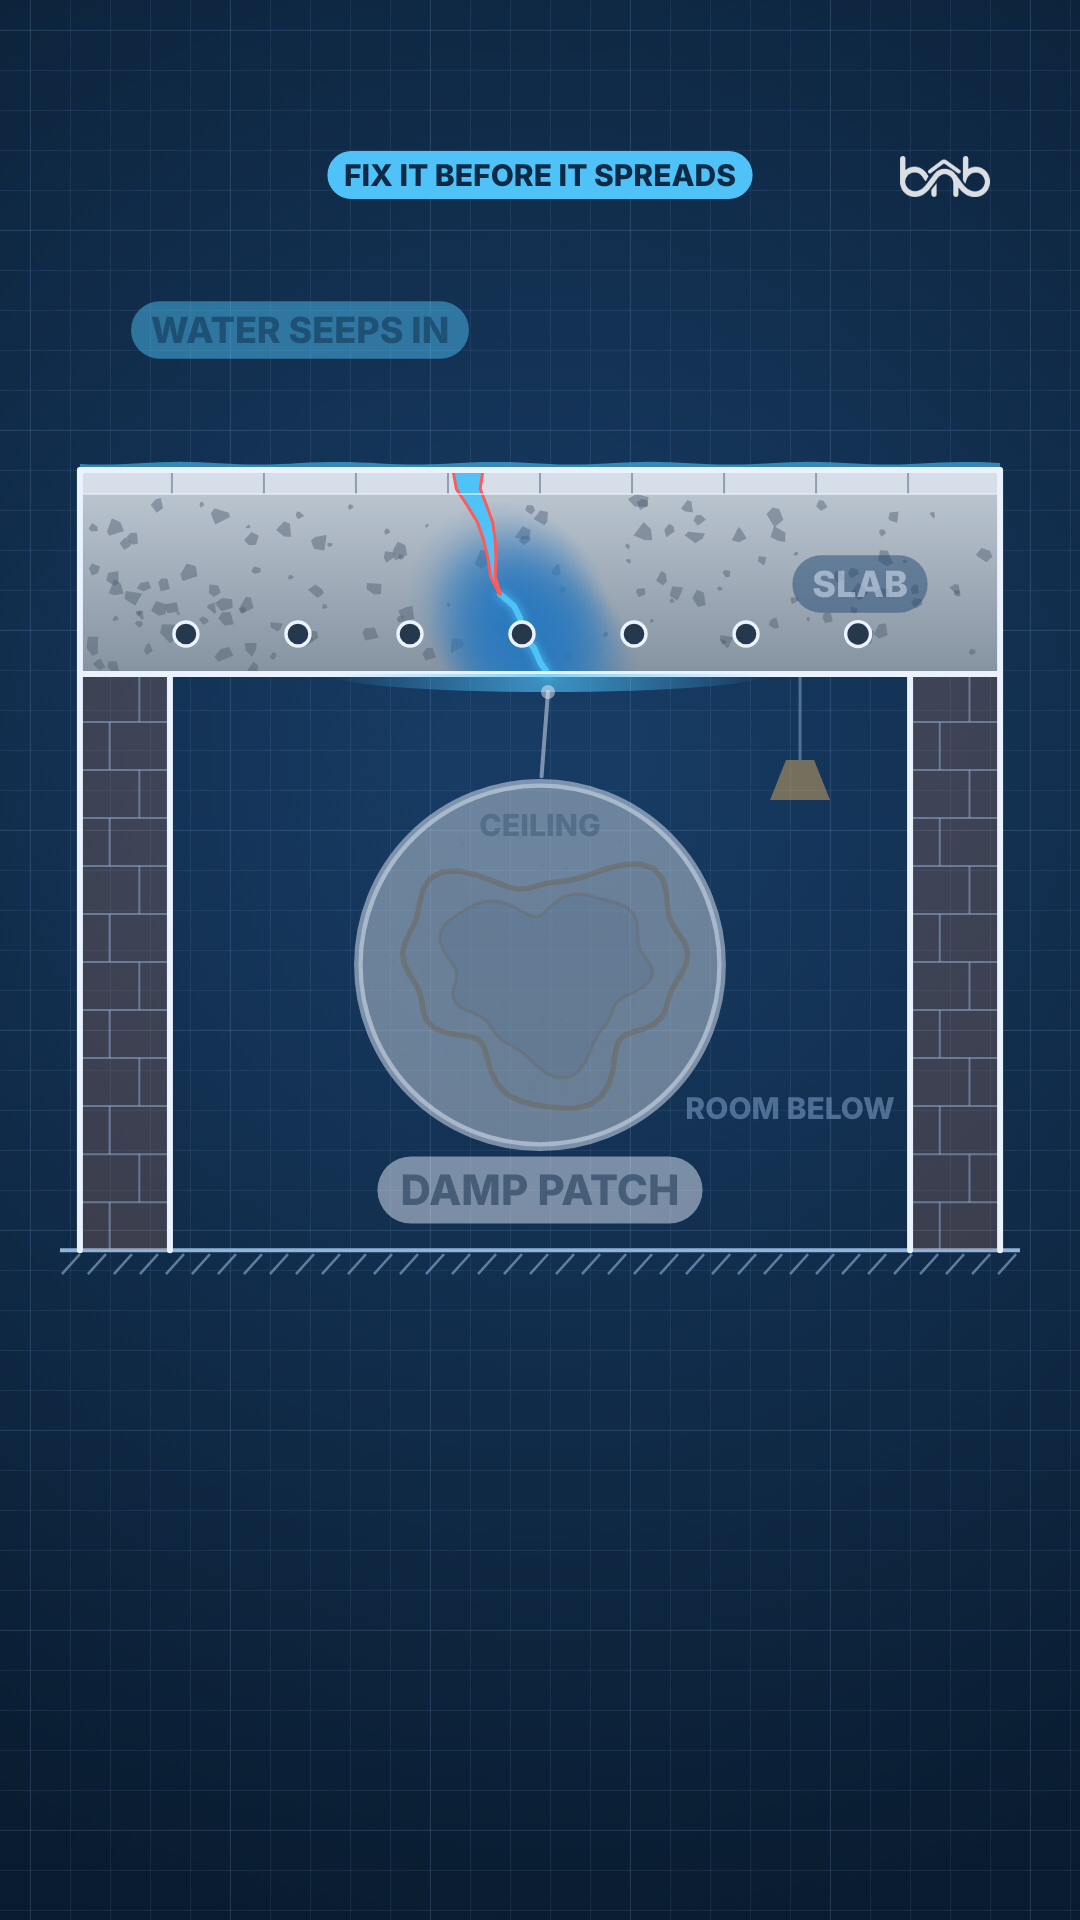 FIX IT BEFORE IT SPREADS
bnb
WATER SEEPS IN
SLAB
CEILING
ROOM BELOW
DAMP PATCH